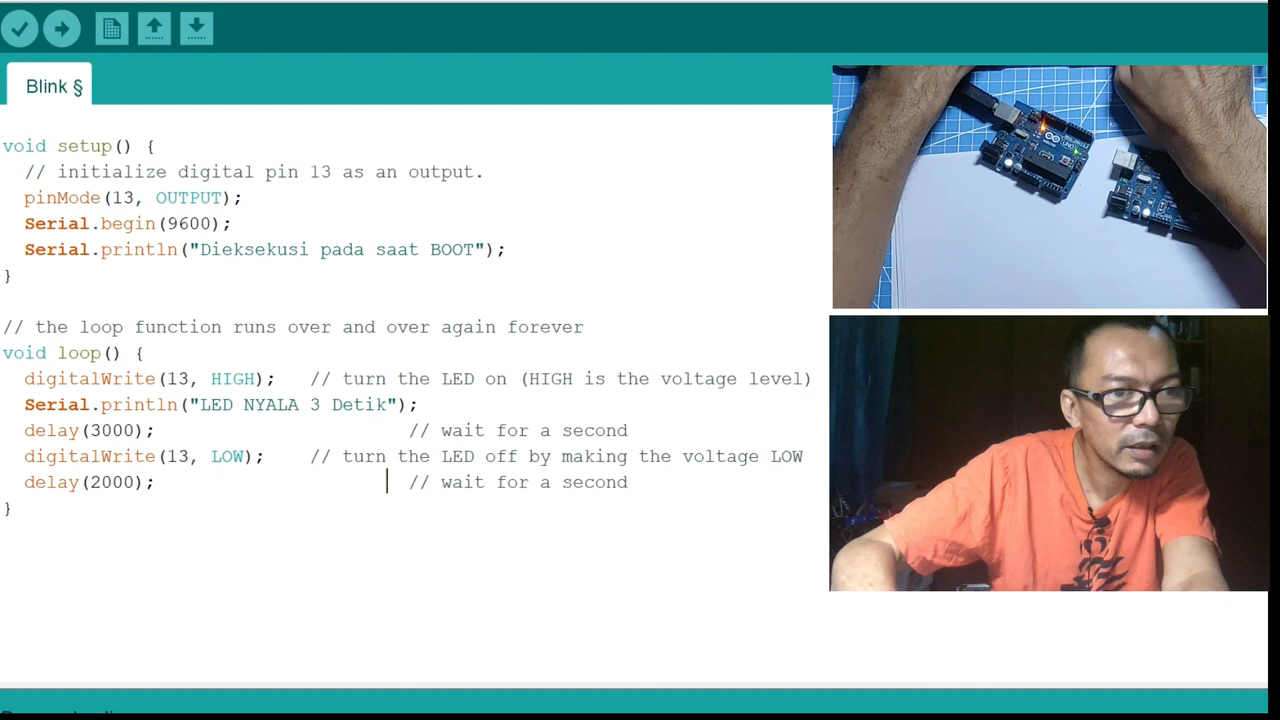 Blink §
void setup() {
// initialize digital pin 13 as an output.
pinMode(13, OUTPUT);
Serial.begin(9600);
Serial.println("Dieksekusi pada saat BOOT");
}
// the loop function runs over and over again forever
void loop() {
digitalWrite(13, HIGH);   // turn the LED on (HIGH is the voltage level)
Serial.println("LED NYALA 3 Detik");
delay(3000);                       // wait for a second
digitalWrite(13, LOW);    // turn the LED off by making the voltage LOW
delay(2000);                       // wait for a second
}